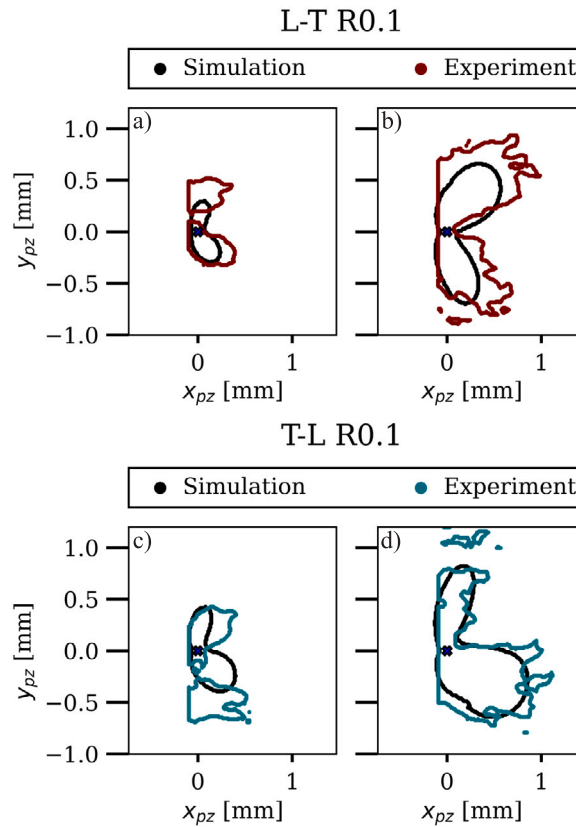 L-T R0.1
Simulation Experiment
a) b)
1.0
0.5
0.0
−0.5
−1.0
y_pz [mm]
0 1 0 1
x_pz [mm] x_pz [mm]
T-L R0.1
Simulation Experiment
c) d)
1.0
0.5
0.0
−0.5
−1.0
y_pz [mm]
0 1 0 1
x_pz [mm] x_pz [mm]